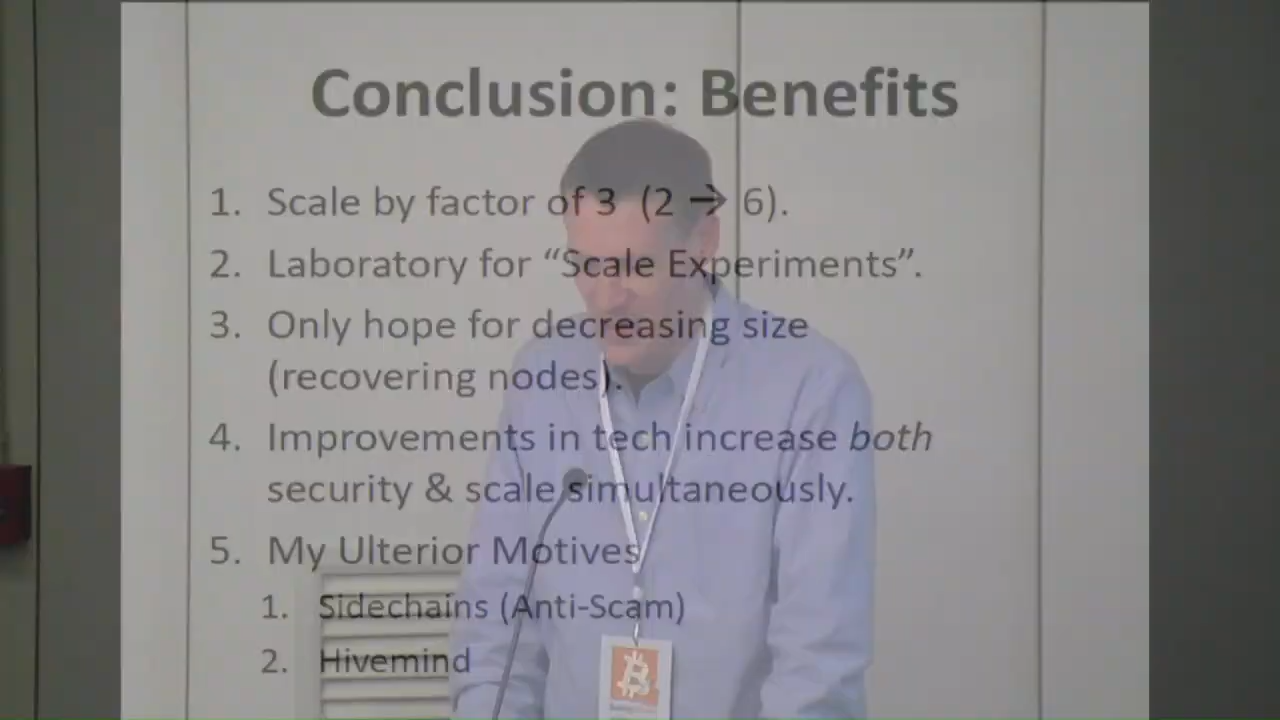 Conclusion: Benefits
1. Scale by factor of 3 (2 → 6).
2. Laboratory for “Scale Experiments”.
3. Only hope for decreasing size
(recovering nodes).
4. Improvements in tech increase both
security & scale simultaneously.
5. My Ulterior Motives
1. Sidechains (Anti-Scam)
2. Hivemind